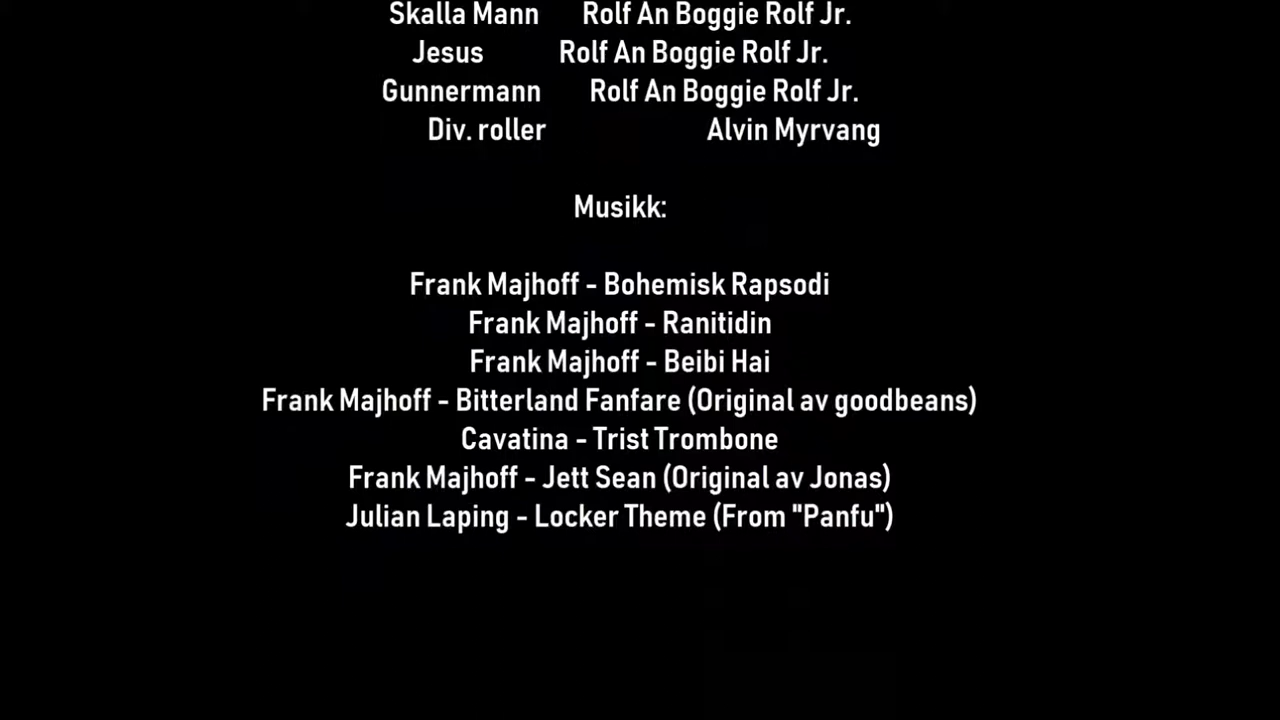 Skalla Mann Rolf An Boggie Rolf Jr.
Jesus Rolf An Boggie Rolf Jr.
Gunnermann Rolf An Boggie Rolf Jr.
Div. roller Alvin Myrvang
Musikk:
Frank Majhoff - Bohemisk Rapsodi
Frank Majhoff - Ranitidin
Frank Majhoff - Beibi Hai
Frank Majhoff - Bitterland Fanfare (Original av goodbeans)
Cavatina - Trist Trombone
Frank Majhoff - Jett Sean (Original av Jonas)
Julian Laping - Locker Theme (From "Panfu")